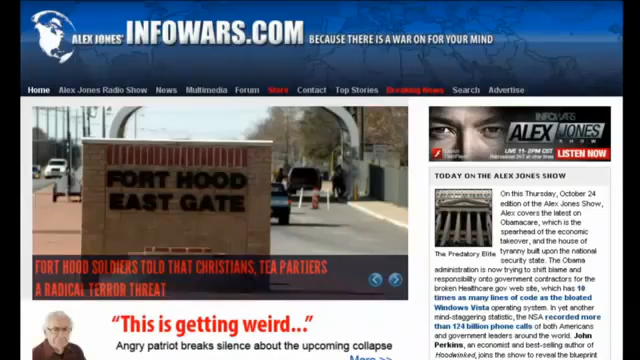 ALEX JONES' INFOWARS.COM BECAUSE THERE IS A WAR ON FOR YOUR MIND
Home Alex Jones Radio Show News Multimedia Forum Store Contact Top Stories Breaking News Search Advertise
FORT HOOD
EAST GATE
FORT HOOD SOLDIERS TOLD THAT CHRISTIANS, TEA PARTIERS
A RADICAL TERROR THREAT
"This is getting weird..."
Angry patriot breaks silence about the upcoming collapse
More >>
INFOWARS
ALEX JONES
SHOW
LIVE 11-2PM CST
LISTEN NOW
TODAY ON THE ALEX JONES SHOW
The Predatory Elite
On this Thursday, October 24
edition of the Alex Jones Show,
Alex covers the latest on
Obamacare, which is the
spearhead of the economic
takeover, and the house of
tyranny built upon the national
security state. The Obama
administration is now trying to shift blame and
responsibility onto government contractors for the
broken Healthcare.gov web site, which has 10
times as many lines of code as the bloated
Windows Vista operating system. In yet another
mind-staggering statistic, the NSA recorded more
than 124 billion phone calls of both Americans
and government leaders around the world. John
Perkins, an economist and best-selling author of
Hoodwinked, joins the show to reveal the blueprint